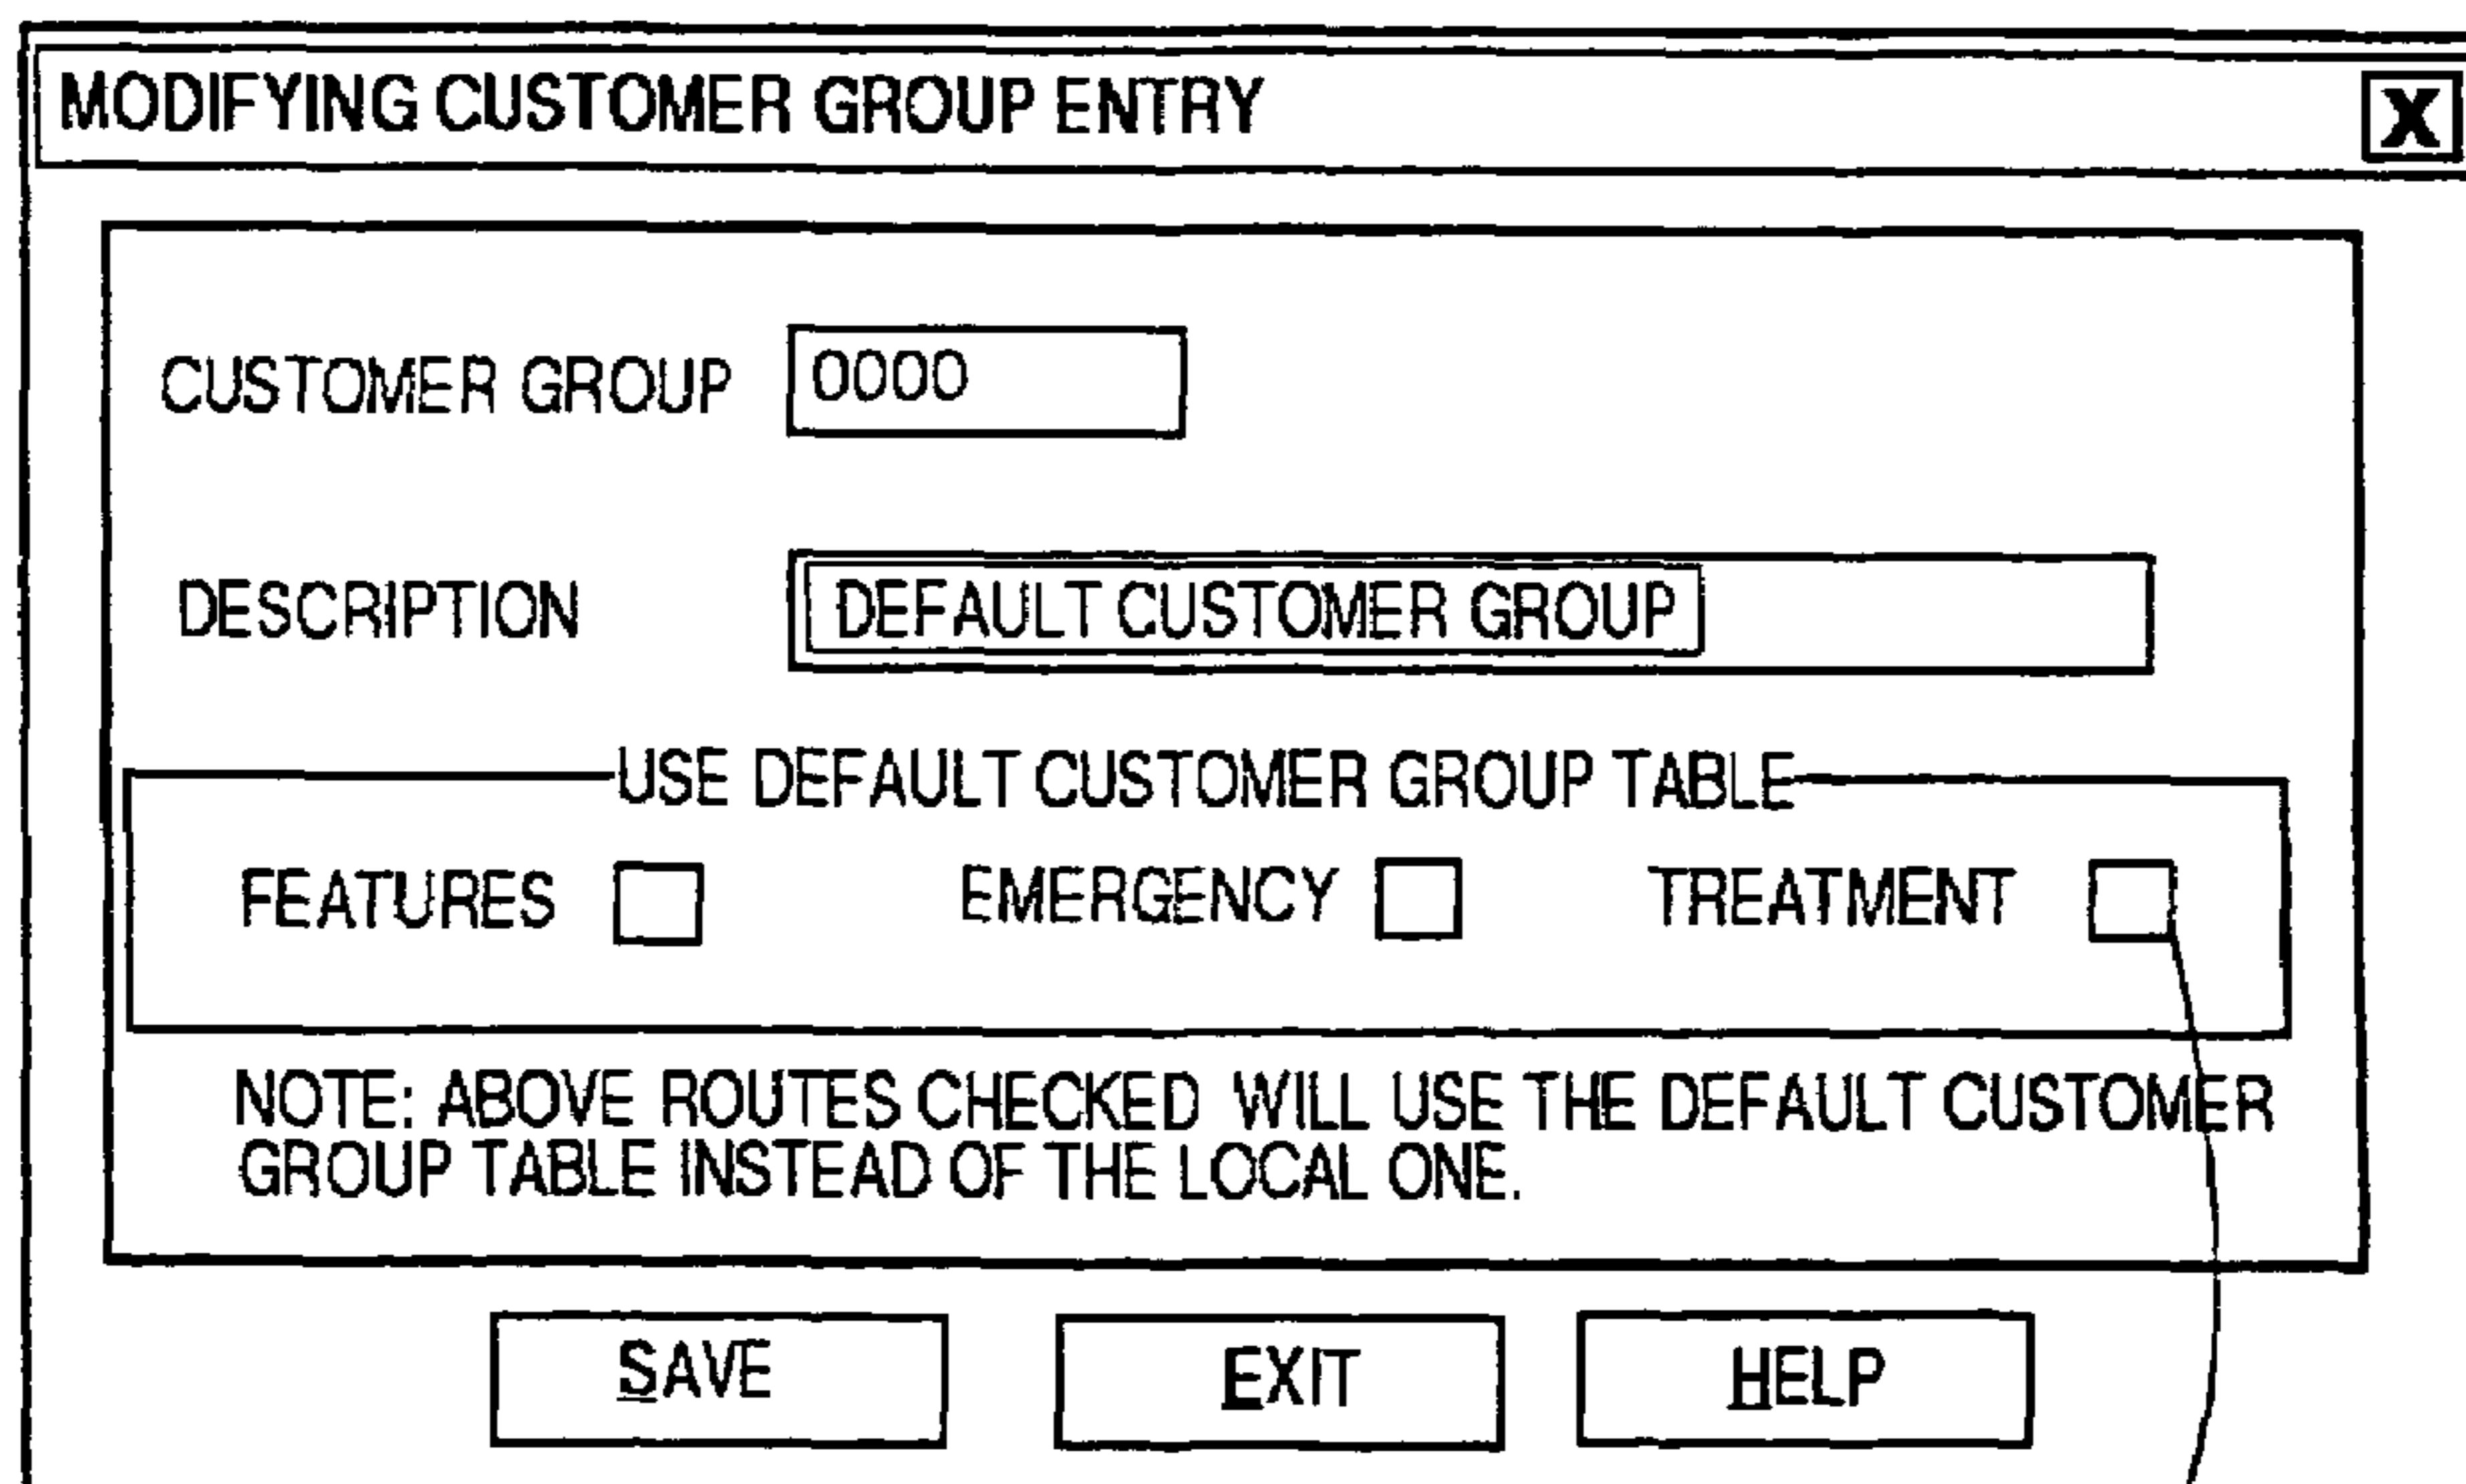 MODIFYING CUSTOMER GROUP ENTRY X
CUSTOMER GROUP 0000
DESCRIPTION DEFAULT CUSTOMER GROUP
USE DEFAULT CUSTOMER GROUP TABLE
FEATURES EMERGENCY TREATMENT
NOTE: ABOVE ROUTES CHECKED WILL USE THE DEFAULT CUSTOMER
GROUP TABLE INSTEAD OF THE LOCAL ONE.
SAVE EXIT HELP